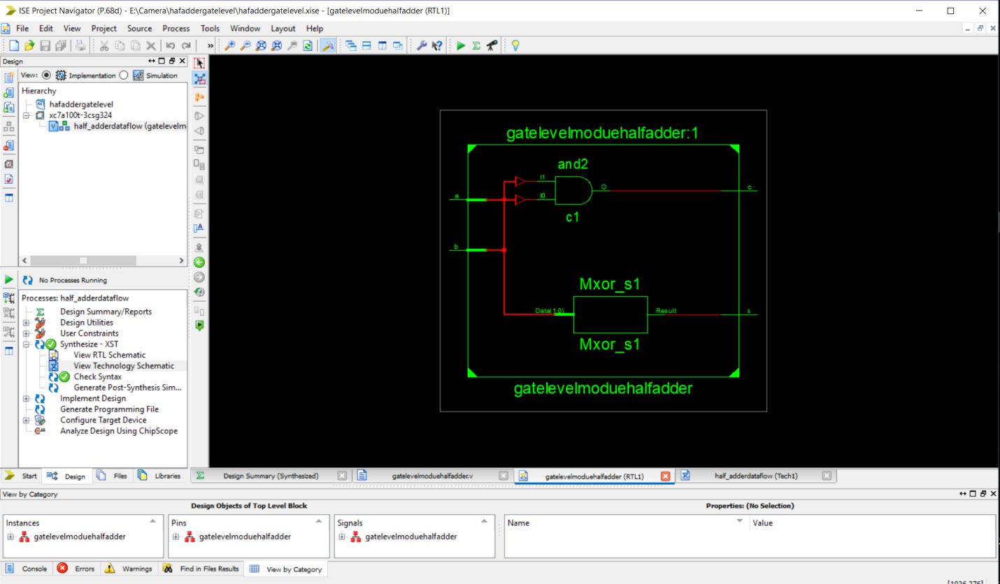 ISE Project Navigator (P.68d) - E:\Camera\hafaddergatelevel\hafaddergatelevel.xise - [gatelevelmoduehalfadder (RTL1)]
File Edit View Project Source Process Tools Window Layout Help
Design
View: Implementation Simulation
Hierarchy
hafaddergatelevel
xc7a100t-3csg324
half_adderdataflow (gatelevelm
No Processes Running
Processes: half_adderdataflow
Design Summary/Reports
Design Utilities
User Constraints
Synthesize - XST
View RTL Schematic
View Technology Schematic
Check Syntax
Generate Post-Synthesis Sim...
Implement Design
Generate Programming File
Configure Target Device
Analyze Design Using ChipScope
gatelevelmoduehalfadder:1
and2
I1
I0
O
c1
a
b
c
Mxor_s1
Data(1:0)
Result
s
Mxor_s1
gatelevelmoduehalfadder
Start Design Files Libraries
Design Summary (Synthesized) gatelevelmoduehalfadder.v gatelevelmoduehalfadder (RTL1) half_adderdataflow (Tech1)
View by Category
Design Objects of Top Level Block Properties: (No Selection)
Instances Pins Signals Name Value
gatelevelmoduehalfadder gatelevelmoduehalfadder gatelevelmoduehalfadder
Console Errors Warnings Find in Files Results View by Category